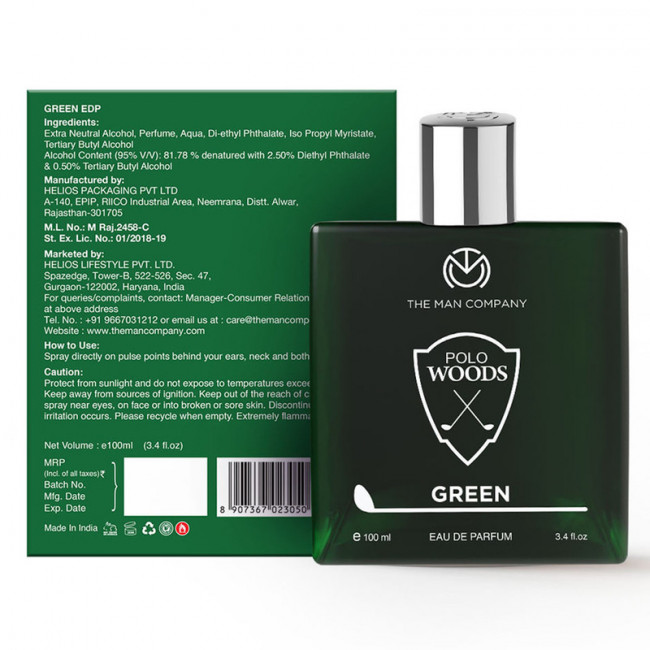 GREEN EDP
Ingredients:
Extra Neutral Alcohol, Perfume, Aqua, Di-ethyl Phthalate, Iso Propyl Myristate,
Tertiary Butyl Alcohol
Alcohol Content (95% V/V): 81.78 % denatured with 2.50% Diethyl Phthalate
& 0.50% Tertiary Butyl Alcohol
Manufactured by:
HELIOS PACKAGING PVT LTD
A-140, EPIP, RIICO Industrial Area, Neemrana, Distt. Alwar,
Rajasthan-301705
M.L. No.: M Raj.2458-C
St. Ex. Lic. No.: 01/2018-19
Marketed by:
HELIOS LIFESTYLE PVT. LTD.
Spazedge, Tower-B, 522-526, Sec. 47,
Gurgaon-122002, Haryana, India
For queries/complaints, contact: Manager-Consumer Relation
at above address
Tel. No. : +91 9667031212 or email us at : care@themancomp
Website : www.themancompany.com
How to Use:
Spray directly on pulse points behind your ears, neck and both
Caution:
Protect from sunlight and do not expose to temperatures excee
Keep away from sources of ignition. Keep out of the reach of c
spray near eyes, on face or into broken or sore skin. Discontin
irritation occurs. Please recycle when empty. Extremely flamma
Net Volume : e100ml (3.4 fl.oz)
MRP
(Incl. of all taxes)₹
Batch No.
Mfg. Date
Exp. Date
8 907367 023050
Made In India
THE MAN COMPANY
POLO
WOODS
GREEN
e 100 ml EAU DE PARFUM 3.4 fl.oz